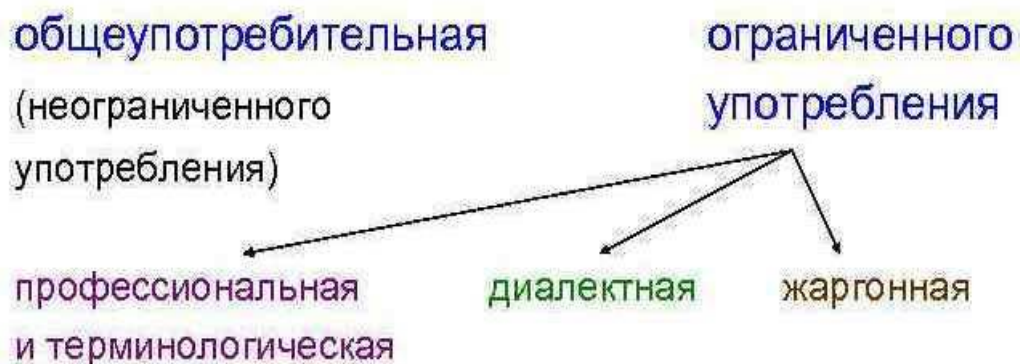 общеупотребительная
(неограниченного
употребления)
ограниченного
употребления
профессиональная
и терминологическая
диалектная
жаргонная